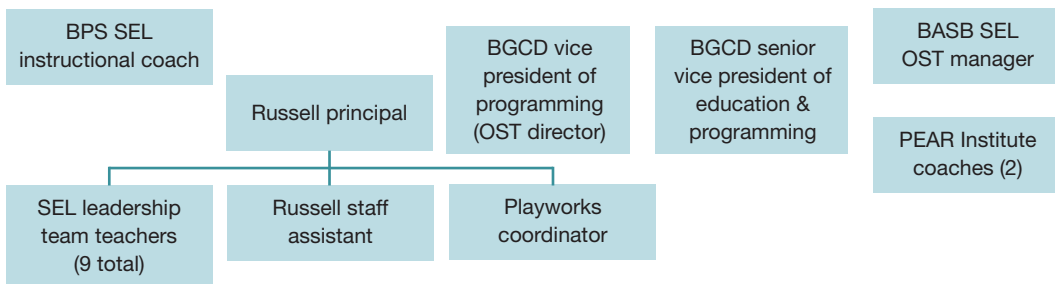 BPS SEL
instructional coach
Russell principal
BGCD vice
president of
programming
(OST director)
BGCD senior
vice president of
education &
programming
BASB SEL
OST manager
PEAR Institute
coaches (2)
SEL leadership
team teachers
(9 total)
Russell staff
assistant
Playworks
coordinator